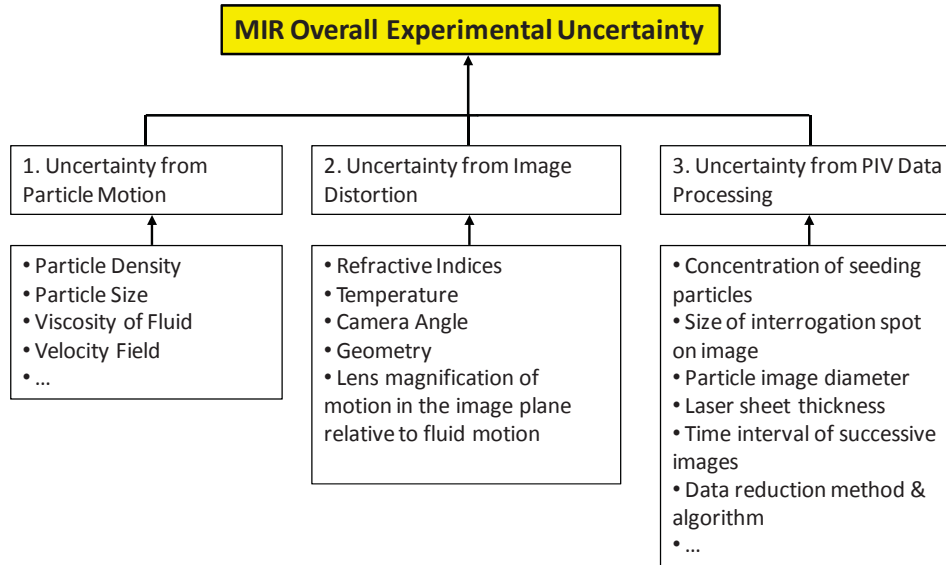 MIR Overall Experimental Uncertainty
1. Uncertainty from
Particle Motion
2. Uncertainty from Image
Distortion
3. Uncertainty from PIV Data
Processing
• Particle Density
• Particle Size
• Viscosity of Fluid
• Velocity Field
• ...
• Refractive Indices
• Temperature
• Camera Angle
• Geometry
• Lens magnification of
motion in the image plane
relative to fluid motion
• Concentration of seeding
particles
• Size of interrogation spot
on image
• Particle image diameter
• Laser sheet thickness
• Time interval of successive
images
• Data reduction method &
algorithm
• ...